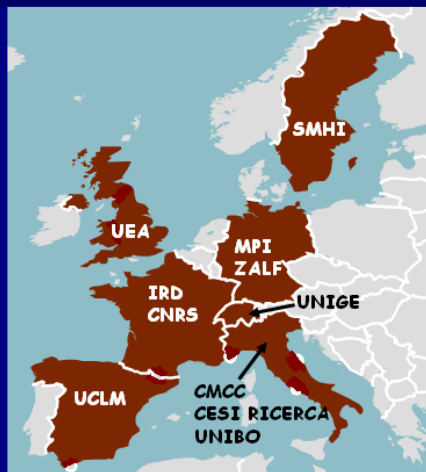 SMHI
UEA
MPI
ZALF
IRD
CNRS
UNIGE
UCLM
CMCC
CESI RICERCA
UNIBO